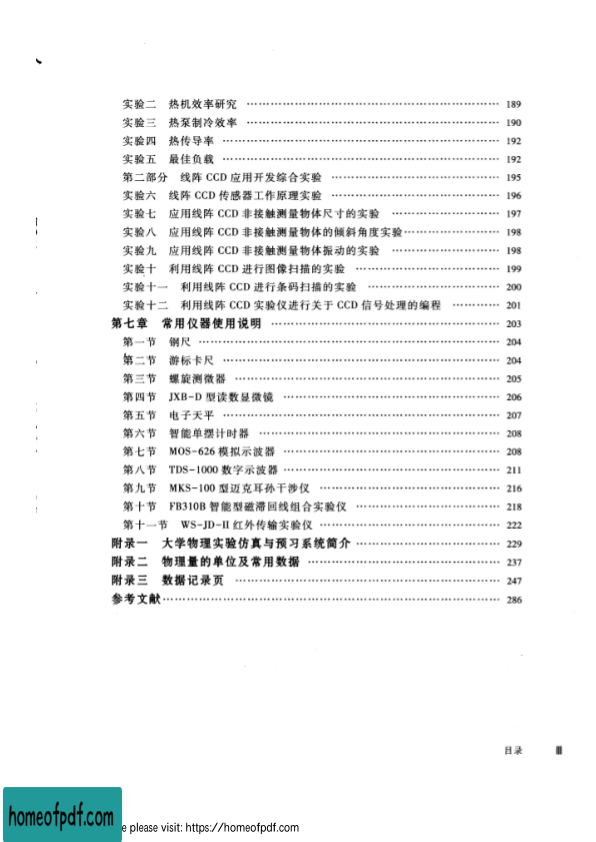 实验二 热机效率研究 …… 189
实验三 热泵制冷效率 …… 190
实验四 热传导率 …… 192
实验五 最佳负载 …… 192
第二部分 线阵 CCD 应用开发综合实验 …… 195
实验六 线阵 CCD 传感器工作原理实验 …… 196
实验七 应用线阵 CCD 非接触测量物体尺寸的实验 …… 197
实验八 应用线阵 CCD 非接触测量物体的倾斜角度实验 …… 198
实验九 应用线阵 CCD 非接触测量物体振动的实验 …… 198
实验十 利用线阵 CCD 进行图像扫描的实验 …… 199
实验十一 利用线阵 CCD 进行条码扫描的实验 …… 200
实验十二 利用线阵 CCD 实验仪进行关于 CCD 信号处理的编程 …… 201
第七章 常用仪器使用说明 …… 203
第一节 钢尺 …… 204
第二节 游标卡尺 …… 204
第三节 螺旋测微器 …… 205
第四节 JXB-D 型读数显微镜 …… 206
第五节 电子天平 …… 207
第六节 智能单摆计时器 …… 208
第七节 MOS-626 模拟示波器 …… 208
第八节 TDS-1000 数字示波器 …… 211
第九节 MKS-100 型迈克耳孙干涉仪 …… 216
第十节 FB310B 智能型磁滞回线组合实验仪 …… 218
第十一节 WS-JD-II 红外传输实验仪 …… 222
附录一 大学物理实验仿真与预习系统简介 …… 229
附录二 物理量的单位及常用数据 …… 237
附录三 数据记录页 …… 247
参考文献 …… 286
目录 Ⅲ
homeofpdf.com
e please visit: https://homeofpdf.com